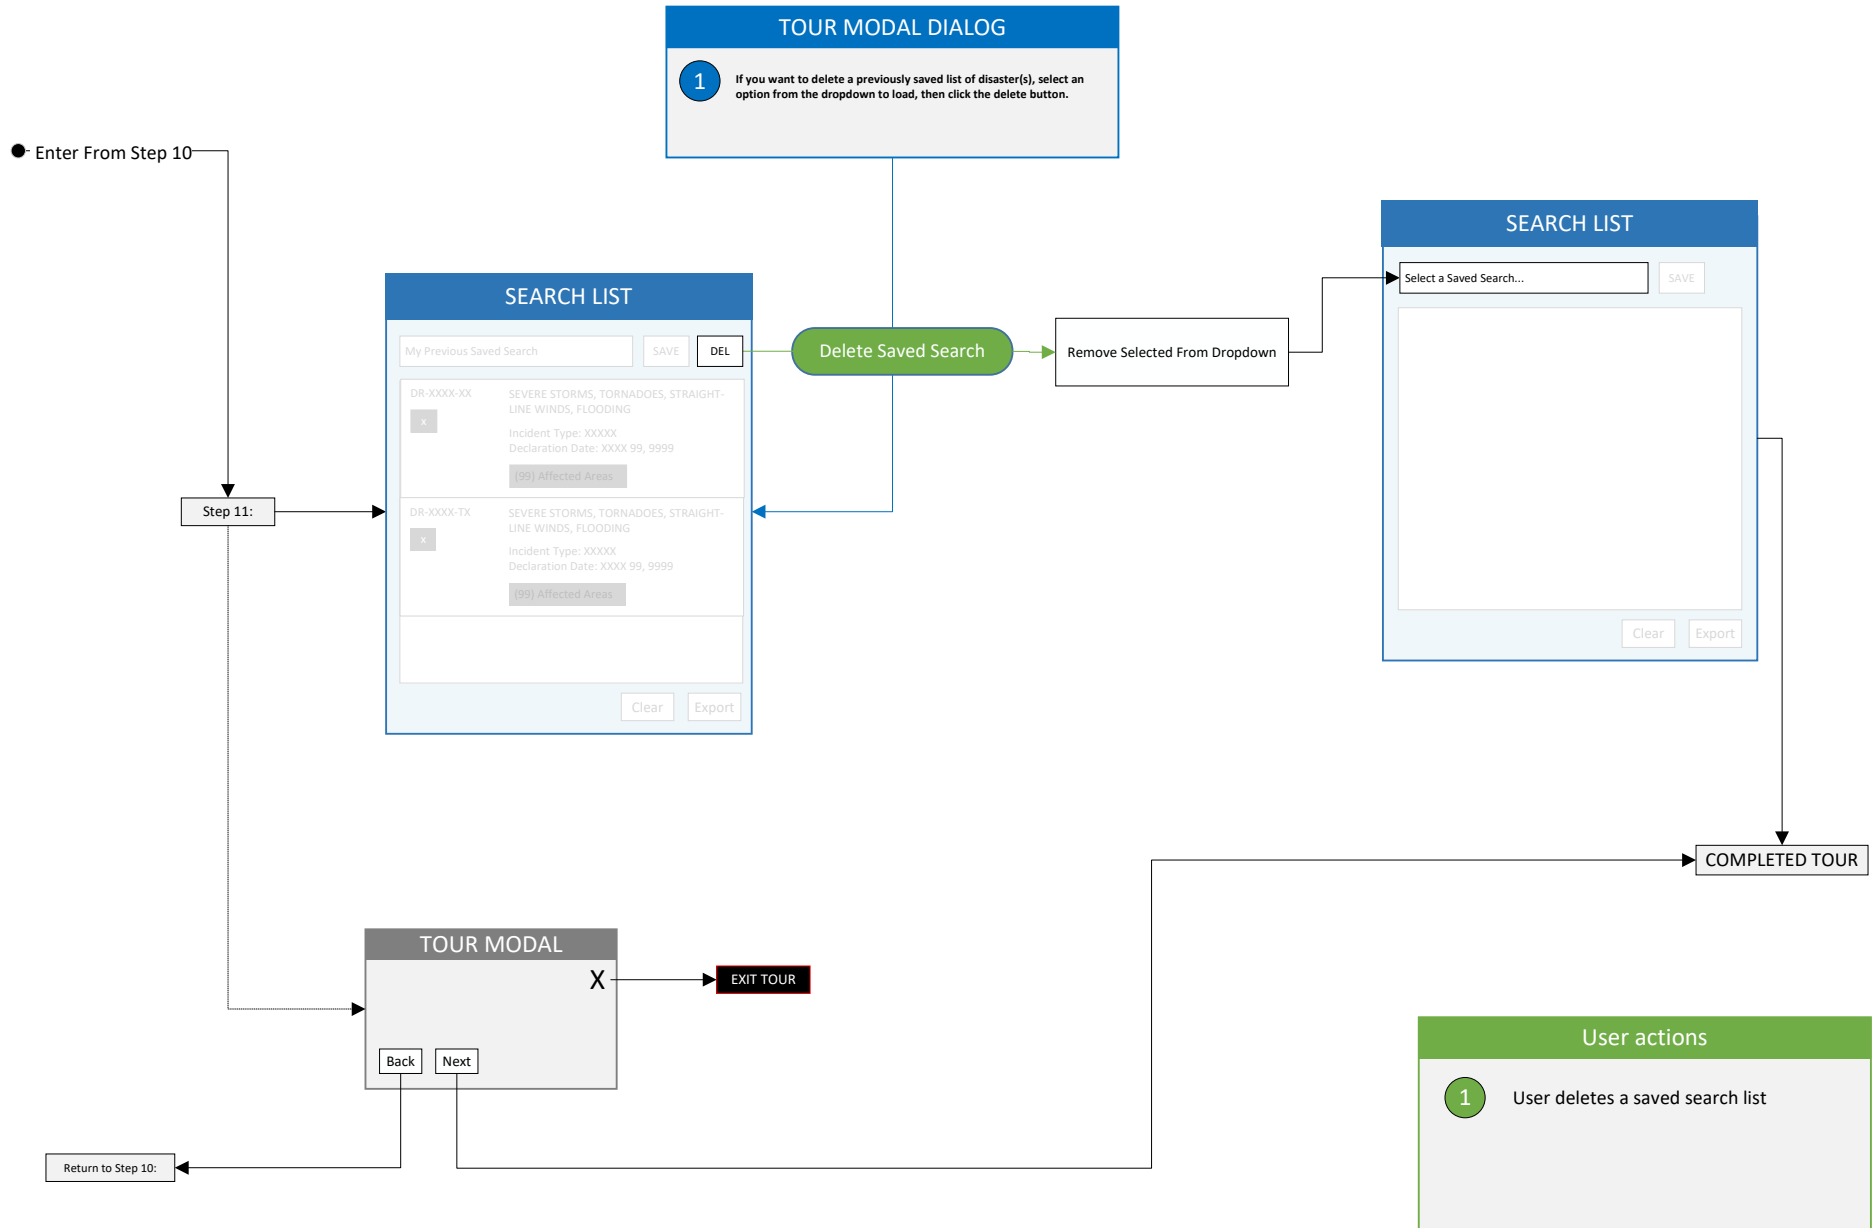 TOUR MODAL DIALOG
1
If you want to delete a previously saved list of disaster(s), select an
option from the dropdown to load, then click the delete button.
Enter From Step 10
SEARCH LIST
Select a Saved Search...
SAVE
Clear
Export
SEARCH LIST
My Previous Saved Search
SAVE
DEL
Delete Saved Search
Remove Selected From Dropdown
DR-XXXX-XX
x
SEVERE STORMS, TORNADOES, STRAIGHT-
LINE WINDS, FLOODING
Incident Type: XXXXX
Declaration Date: XXXX 99, 9999
(99) Affected Areas
Step 11:
DR-XXXX-TX
x
SEVERE STORMS, TORNADOES, STRAIGHT-
LINE WINDS, FLOODING
Incident Type: XXXXX
Declaration Date: XXXX 99, 9999
(99) Affected Areas
Clear
Export
COMPLETED TOUR
TOUR MODAL
X
EXIT TOUR
Back
Next
Return to Step 10:
User actions
1
User deletes a saved search list